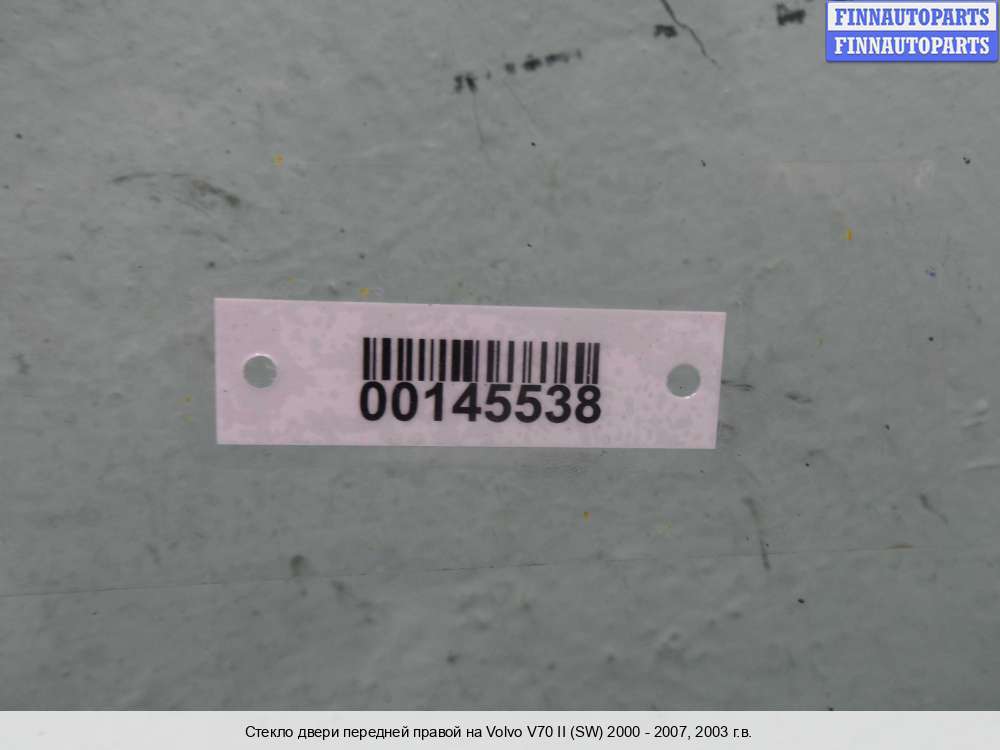 FINNAUTOPARTS
FINNAUTOPARTS
00145538
Стекло двери передней правой на Volvo V70 II (SW) 2000 - 2007, 2003 г.в.